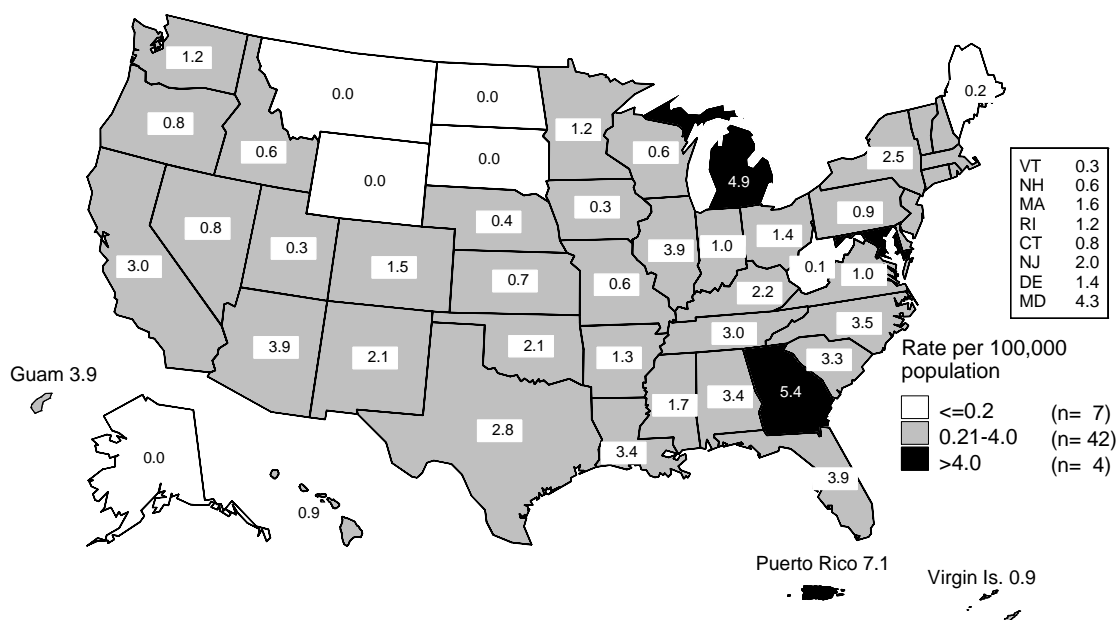 1.2
0.0
0.0
0.2
0.8
1.2
0.6
0.6
2.5
0.0
0.0
4.9
VT 0.3
NH 0.6
MA 1.6
RI 1.2
CT 0.8
NJ 2.0
DE 1.4
MD 4.3
0.4
0.3
0.9
0.8
0.3
3.9
1.0
1.4
3.0
1.5
0.7
0.6
0.1
1.0
2.2
3.9
2.1
2.1
1.3
3.0
3.5
3.3
Rate per 100,000
population
Guam 3.9
1.7
3.4
5.4
<=0.2 (n= 7)
0.21-4.0 (n= 42)
>4.0 (n= 4)
2.8
3.4
0.0
3.9
0.9
Puerto Rico 7.1
Virgin Is. 0.9